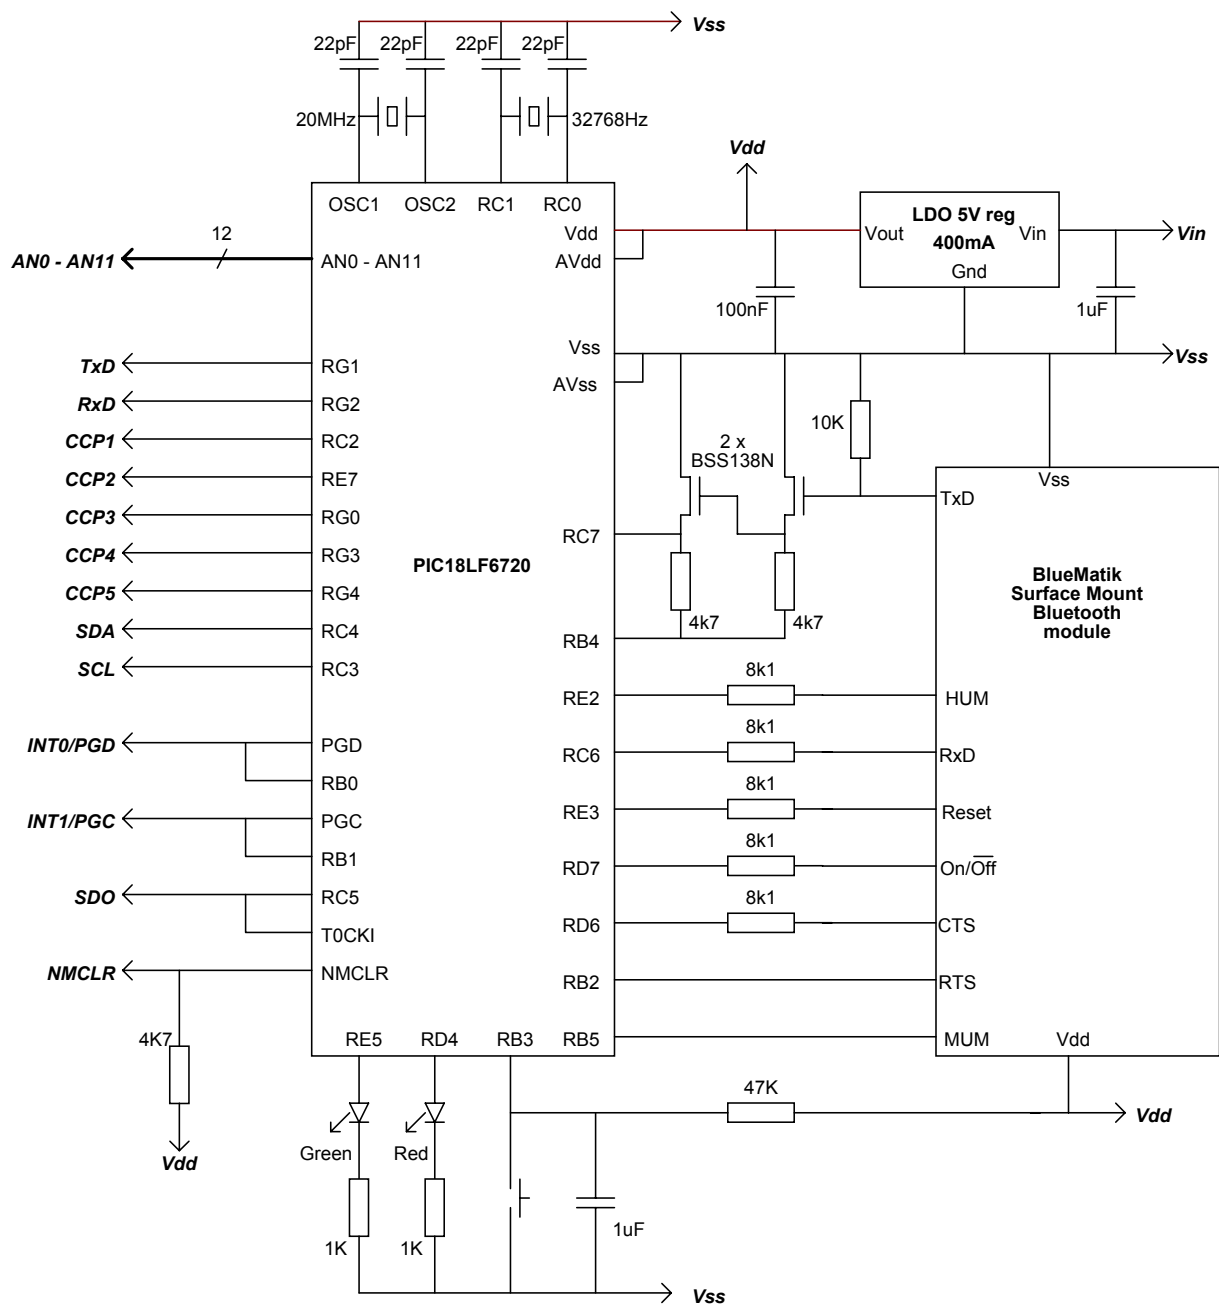 Vss
22pF 22pF 22pF 22pF
20MHz
32768Hz
Vdd
OSC1 OSC2 RC1 RC0
LDO 5V reg
400mA
Vout
Vin
Gnd
Vin
Vdd
AVdd
12
AN0 - AN11
AN0 - AN11
100nF
1uF
Vss
AVss
Vss
TxD
RG1
RxD
RG2
CCP1
RC2
CCP2
RE7
CCP3
RG0
CCP4
RG3
CCP5
RG4
SDA
RC4
SCL
RC3
INT0/PGD
PGD
RB0
INT1/PGC
PGC
RB1
SDO
RC5
T0CKI
NMCLR
NMCLR
4K7
Vdd
PIC18LF6720
10K
2 x
BSS138N
RC7
4k7
4k7
RB4
Vss
TxD
BlueMatik
Surface Mount
Bluetooth
module
RE2
8k1
HUM
RC6
8k1
RxD
RE3
8k1
Reset
RD7
8k1
On/O̅f̅f̅
RD6
8k1
CTS
RB2
RTS
RE5 RD4 RB3 RB5
MUM
Vdd
47K
Vdd
Green
Red
1K
1K
1uF
Vss